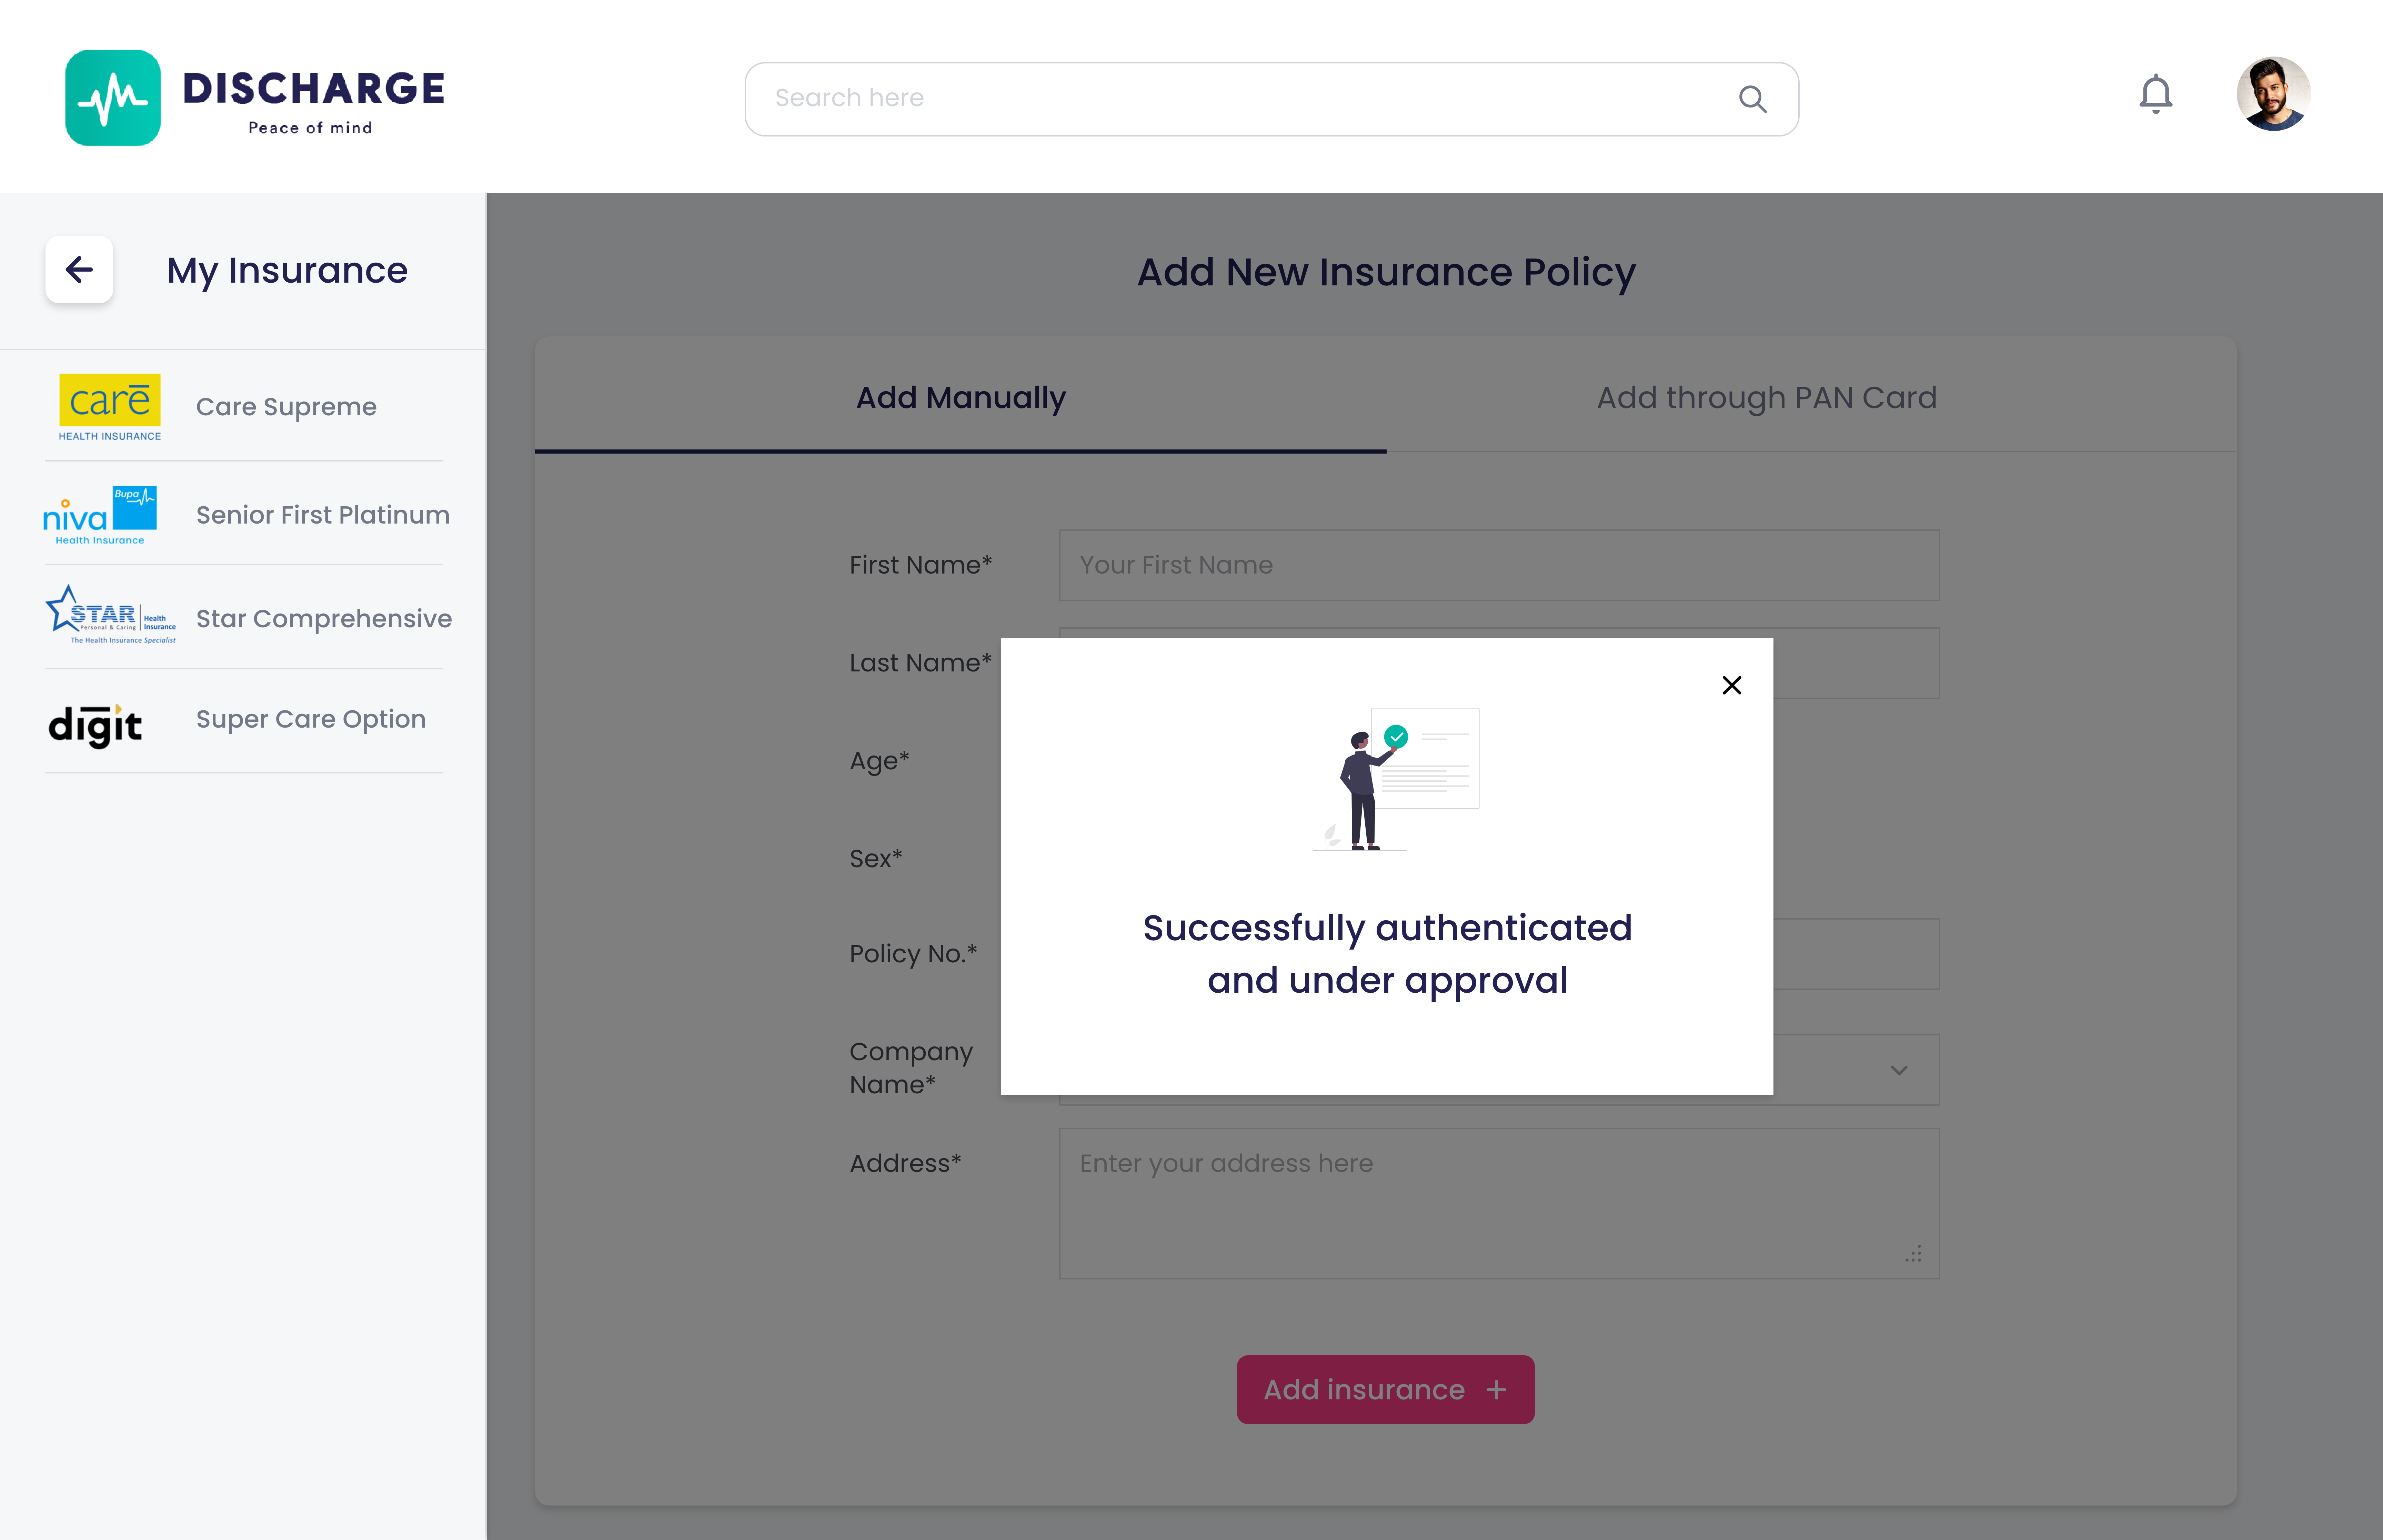 DISCHARGE
Peace of mind
Search here
My Insurance
care
HEALTH INSURANCE
Care Supreme
niva
Bupa
Health Insurance
Senior First Platinum
STAR
Health
Insurance
Personal & Caring
The Health Insurance Specialist
Star Comprehensive
digit
Super Care Option
Add New Insurance Policy
Add Manually
Add through PAN Card
First Name*
Your First Name
Last Name*
Age*
Sex*
Policy No.*
Company
Name*
Address*
Enter your address here
Successfully authenticated
and under approval
Add insurance +